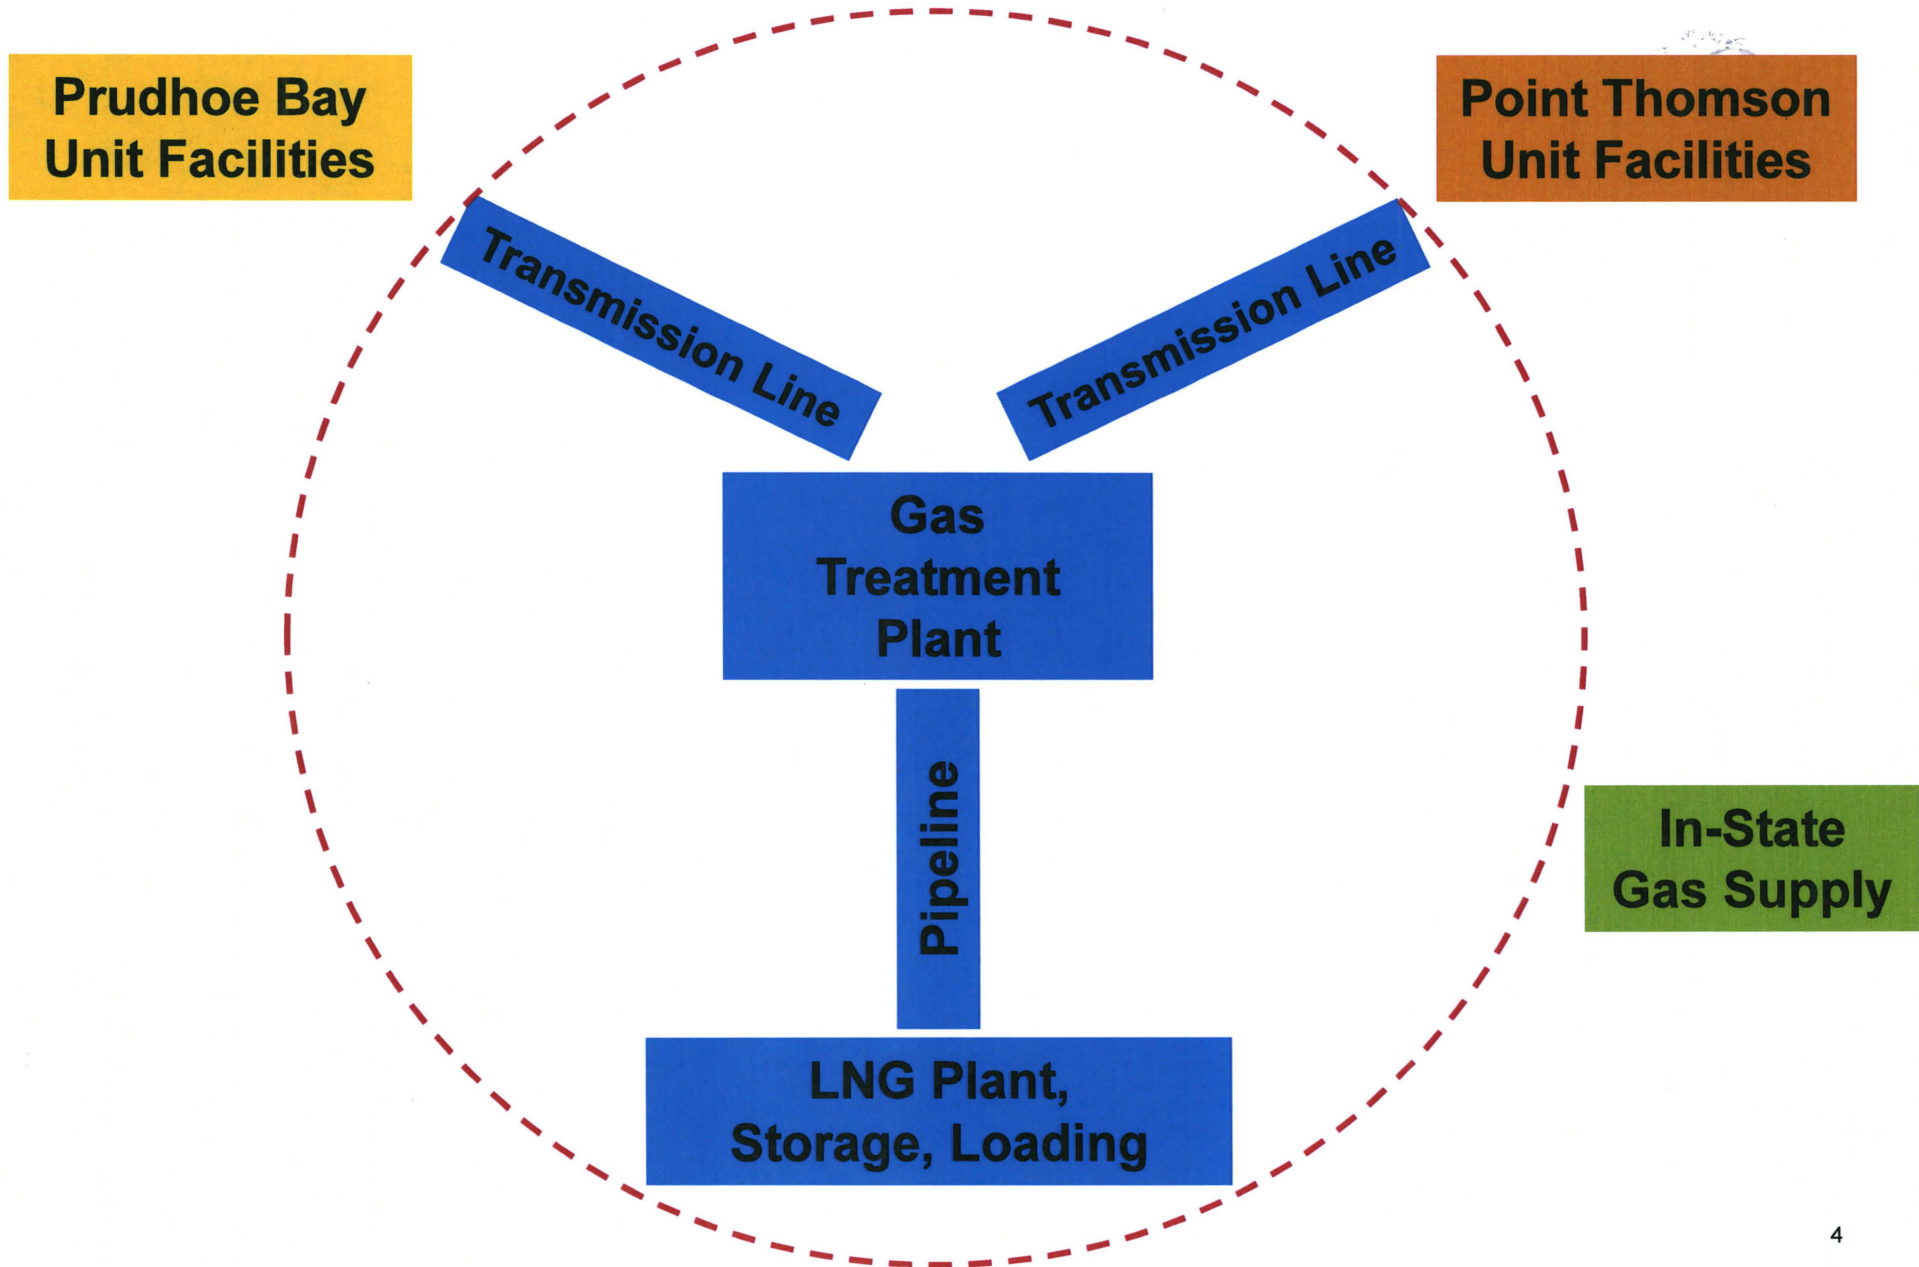 Prudhoe Bay
Unit Facilities
Point Thomson
Unit Facilities
Transmission Line
Transmission Line
Gas
Treatment
Plant
Pipeline
In-State
Gas Supply
LNG Plant,
Storage, Loading
4